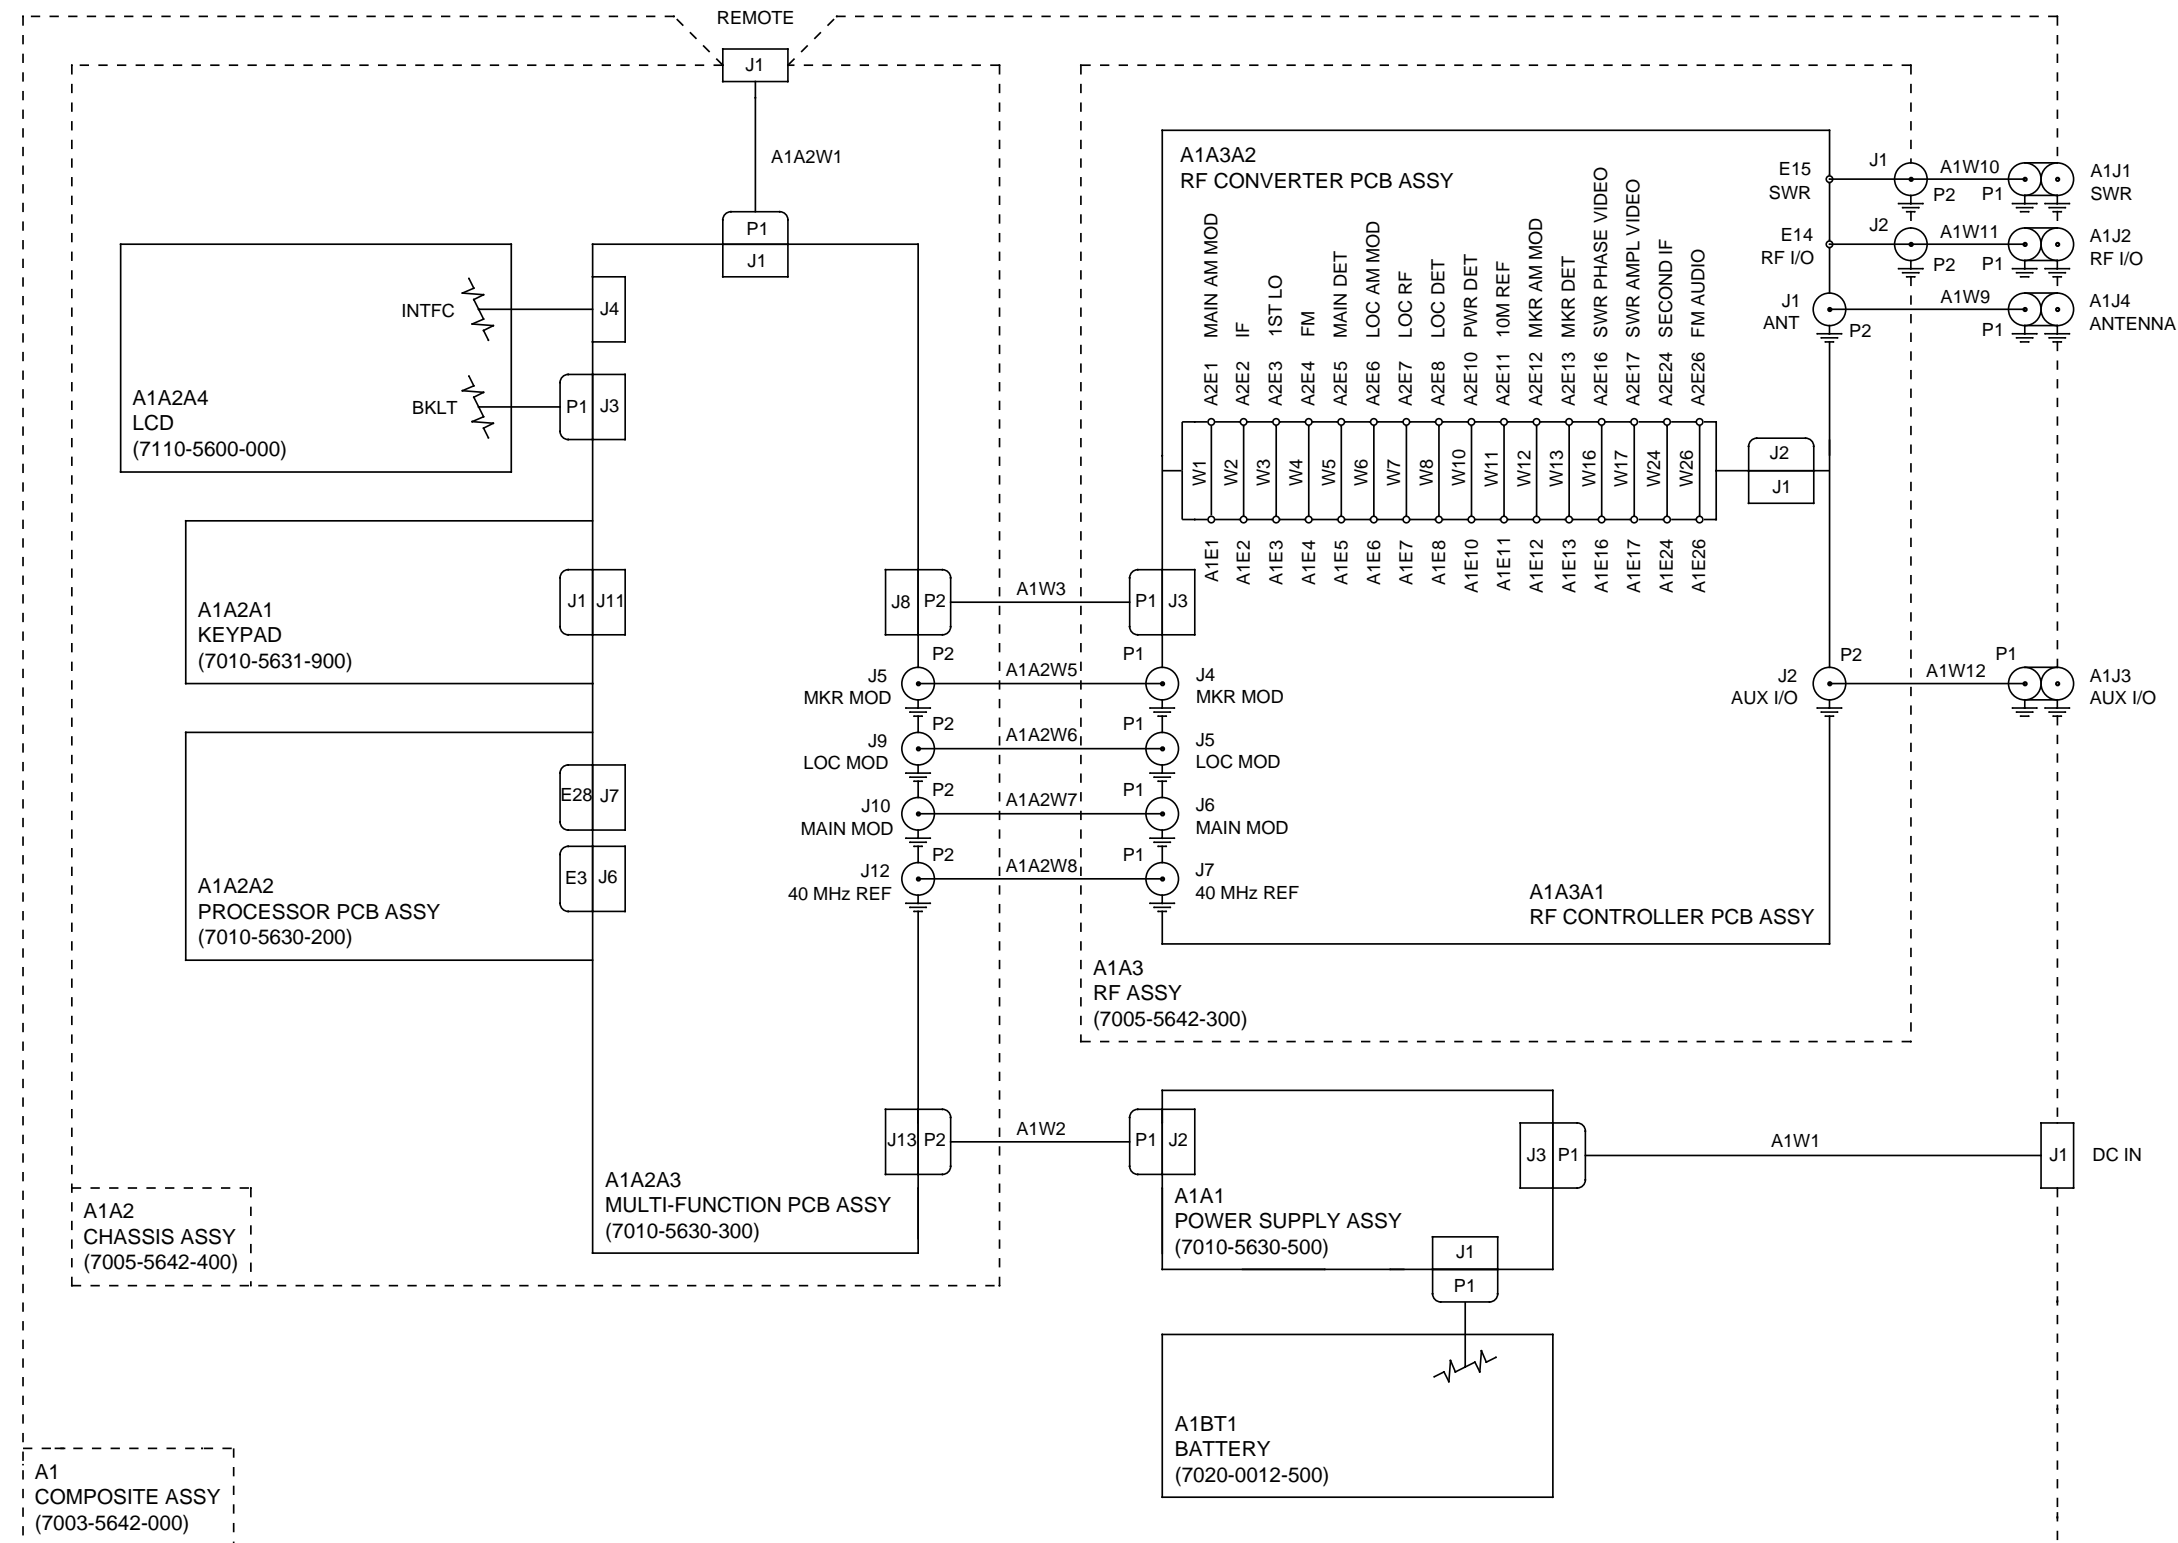 REMOTE
J1
A1A2W1
P1
J1
INTFC
J4
BKLT
P1
J3
A1A2A4
LCD
(7110-5600-000)
J1
J11
A1A2A1
KEYPAD
(7010-5631-900)
E28
J7
E3
J6
A1A2A2
PROCESSOR PCB ASSY
(7010-5630-200)
J8
P2
A1W3
P1
J3
J5
MKR MOD
P2
A1A2W5
P1
J4
MKR MOD
J9
LOC MOD
P2
A1A2W6
P1
J5
LOC MOD
J10
MAIN MOD
P2
A1A2W7
P1
J6
MAIN MOD
J12
40 MHz REF
P2
A1A2W8
P1
J7
40 MHz REF
J13
P2
A1W2
P1
J2
A1A2A3
MULTI-FUNCTION PCB ASSY
(7010-5630-300)
A1A2
CHASSIS ASSY
(7005-5642-400)
A1A3A2
RF CONVERTER PCB ASSY
MAIN AM MOD
IF
1ST LO
FM
MAIN DET
LOC AM MOD
LOC RF
LOC DET
PWR DET
10M REF
MKR AM MOD
MKR DET
SWR PHASE VIDEO
SWR AMPL VIDEO
SECOND IF
FM AUDIO
A2E1
A2E2
A2E3
A2E4
A2E5
A2E6
A2E7
A2E8
A2E10
A2E11
A2E12
A2E13
A2E16
A2E17
A2E24
A2E26
W1
W2
W3
W4
W5
W6
W7
W8
W10
W11
W12
W13
W16
W17
W24
W26
A1E1
A1E2
A1E3
A1E4
A1E5
A1E6
A1E7
A1E8
A1E10
A1E11
A1E12
A1E13
A1E16
A1E17
A1E24
A1E26
J2
J1
E15
SWR
J1
P2
A1W10
P1
A1J1
SWR
E14
RF I/O
J2
P2
A1W11
P1
A1J2
RF I/O
J1
ANT
P2
A1W9
P1
A1J4
ANTENNA
J2
AUX I/O
P2
A1W12
P1
A1J3
AUX I/O
A1A3A1
RF CONTROLLER PCB ASSY
A1A3
RF ASSY
(7005-5642-300)
J3
P1
A1W1
J1
DC IN
A1A1
POWER SUPPLY ASSY
(7010-5630-500)
J1
P1
A1BT1
BATTERY
(7020-0012-500)
A1
COMPOSITE ASSY
(7003-5642-000)